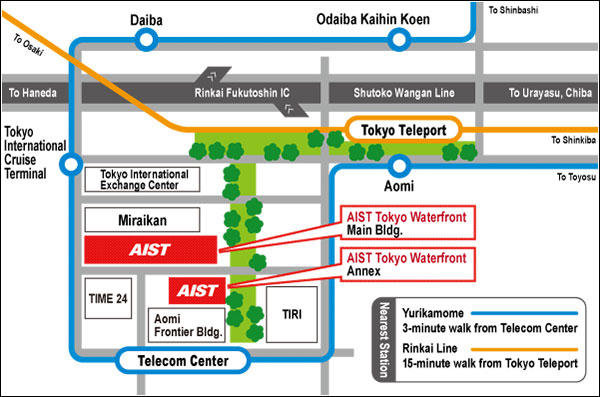 To Shinbashi
Daiba
Odaiba Kaihin Koen
To Osaki
To Haneda
Rinkai Fukutoshin IC
Shutoko Wangan Line
To Urayasu, Chiba
Tokyo
International
Cruise
Terminal
Tokyo Teleport
To Shinkiba
Tokyo International
Exchange Center
Aomi
To Toyosu
Miraikan
AIST
AIST Tokyo Waterfront
Main Bldg.
AIST Tokyo Waterfront
Annex
TIME 24
AIST
Aomi
Frontier Bldg.
TIRI
Telecom Center
Nearest Station
Yurikamome
3-minute walk from Telecom Center
Rinkai Line
15-minute walk from Tokyo Teleport